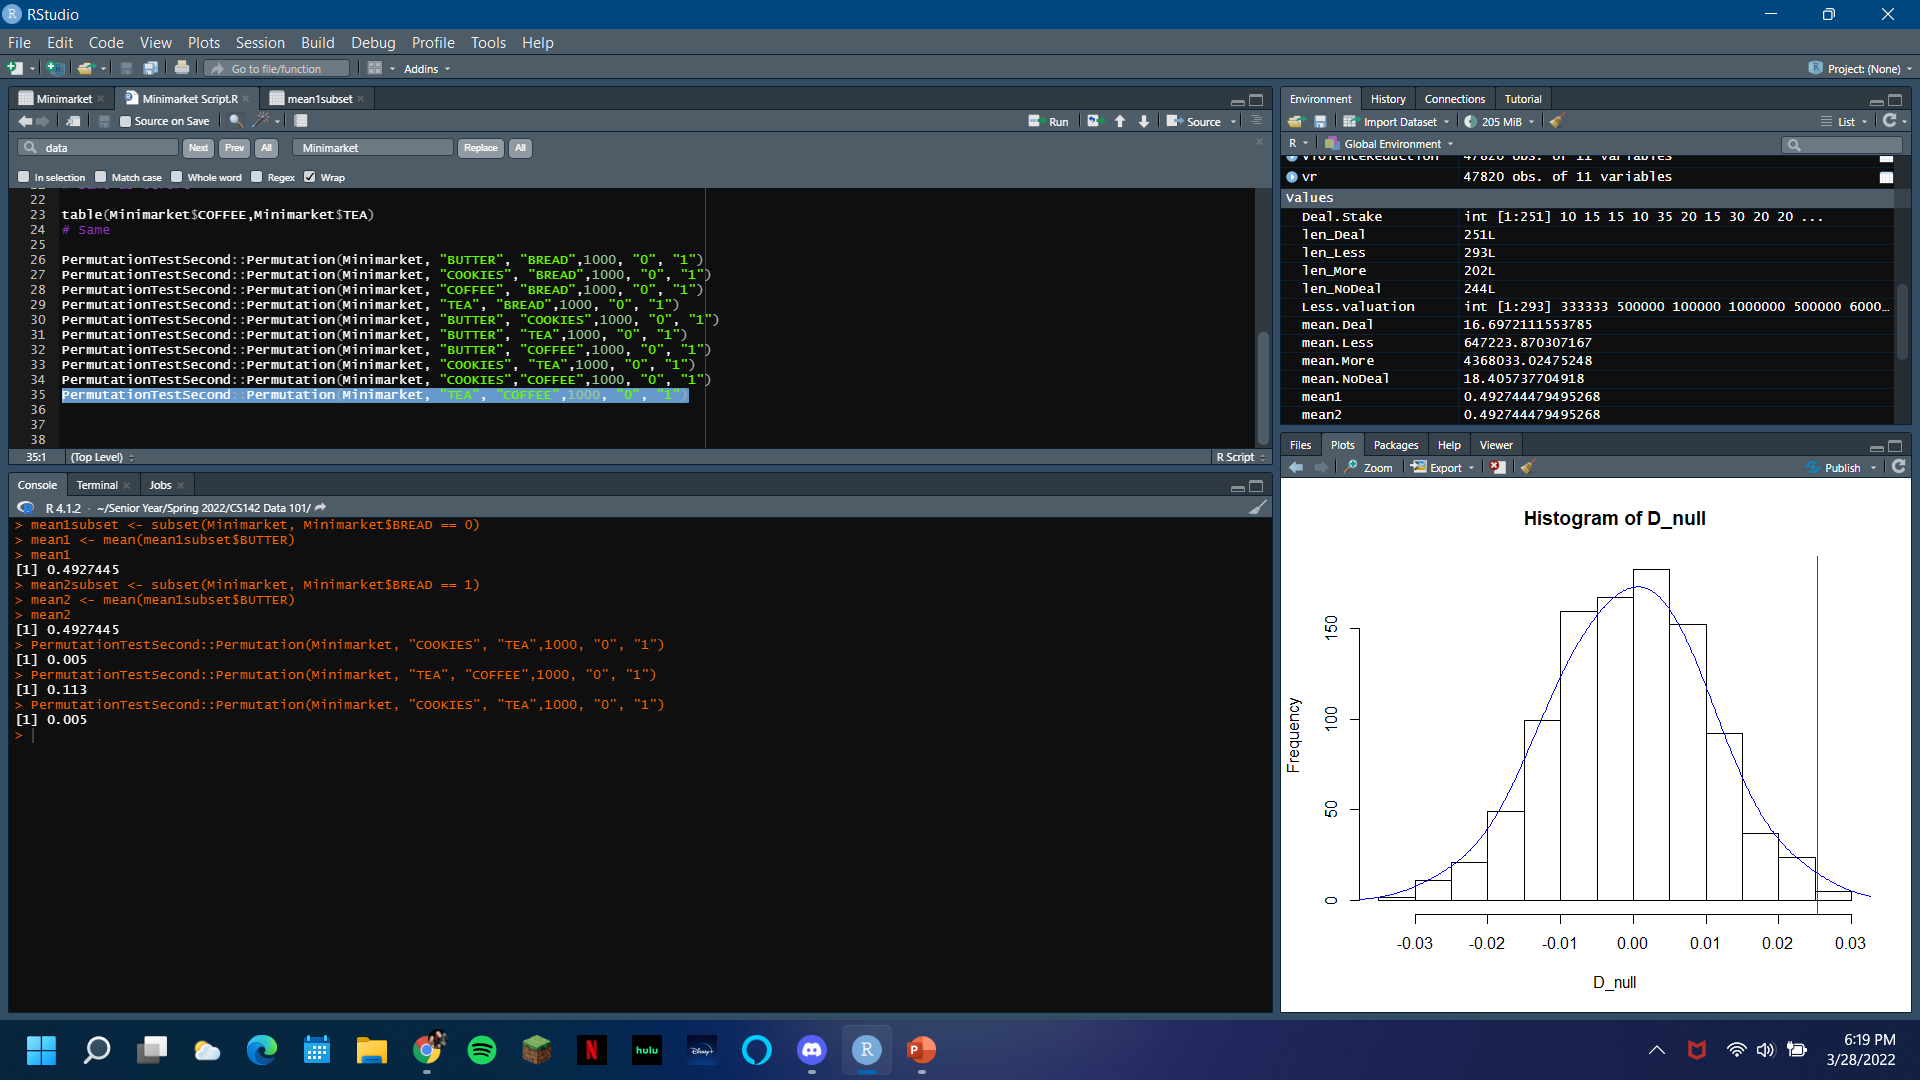 RStudio
File Edit Code View Plots Session Build Debug Profile Tools Help
Go to file/function Addins Project: (None)
Minimarket Minimarket Script.R mean1subset
Source on Save Run Source
data Next Prev All Minimarket Replace All
In selection Match case Whole word Regex Wrap
22
23 table(Minimarket$COFFEE,Minimarket$TEA)
24 # Same
25
26 PermutationTestSecond::Permutation(Minimarket, "BUTTER", "BREAD",1000, "0", "1")
27 PermutationTestSecond::Permutation(Minimarket, "COOKIES", "BREAD",1000, "0", "1")
28 PermutationTestSecond::Permutation(Minimarket, "COFFEE", "BREAD",1000, "0", "1")
29 PermutationTestSecond::Permutation(Minimarket, "TEA", "BREAD",1000, "0", "1")
30 PermutationTestSecond::Permutation(Minimarket, "BUTTER", "COOKIES",1000, "0", "1")
31 PermutationTestSecond::Permutation(Minimarket, "BUTTER", "TEA",1000, "0", "1")
32 PermutationTestSecond::Permutation(Minimarket, "BUTTER", "COFFEE",1000, "0", "1")
33 PermutationTestSecond::Permutation(Minimarket, "COOKIES", "TEA",1000, "0", "1")
34 PermutationTestSecond::Permutation(Minimarket, "COOKIES","COFFEE",1000, "0", "1")
35 PermutationTestSecond::Permutation(Minimarket, "TEA", "COFFEE",1000, "0", "1")
36
37
38
35:1 (Top Level) R Script
Console Terminal Jobs
R 4.1.2 · ~/Senior Year/Spring 2022/CS142 Data 101/
> mean1subset <- subset(Minimarket, Minimarket$BREAD == 0)
> mean1 <- mean(mean1subset$BUTTER)
> mean1
[1] 0.4927445
> mean2subset <- subset(Minimarket, Minimarket$BREAD == 1)
> mean2 <- mean(mean1subset$BUTTER)
> mean2
[1] 0.4927445
> PermutationTestSecond::Permutation(Minimarket, "COOKIES", "TEA",1000, "0", "1")
[1] 0.005
> PermutationTestSecond::Permutation(Minimarket, "TEA", "COFFEE",1000, "0", "1")
[1] 0.113
> PermutationTestSecond::Permutation(Minimarket, "COOKIES", "TEA",1000, "0", "1")
[1] 0.005
>
Environment History Connections Tutorial
Import Dataset 205 MiB List
R Global Environment
ViolenceReduction 47820 obs. of 11 variables
vr 47820 obs. of 11 variables
Values
Deal.Stake int [1:251] 10 15 15 10 35 20 15 30 20 20 ...
len_Deal 251L
len_Less 293L
len_More 202L
len_NoDeal 244L
Less.valuation int [1:293] 333333 500000 100000 1000000 500000 6000...
mean.Deal 16.6972111553785
mean.Less 647223.870307167
mean.More 4368033.02475248
mean.NoDeal 18.405737704918
mean1 0.492744479495268
mean2 0.492744479495268
Files Plots Packages Help Viewer
Zoom Export Publish
Histogram of D_null
Frequency
150
100
50
0
-0.03 -0.02 -0.01 0.00 0.01 0.02 0.03
D_null
N hulu Disney+ R P
6:19 PM
3/28/2022